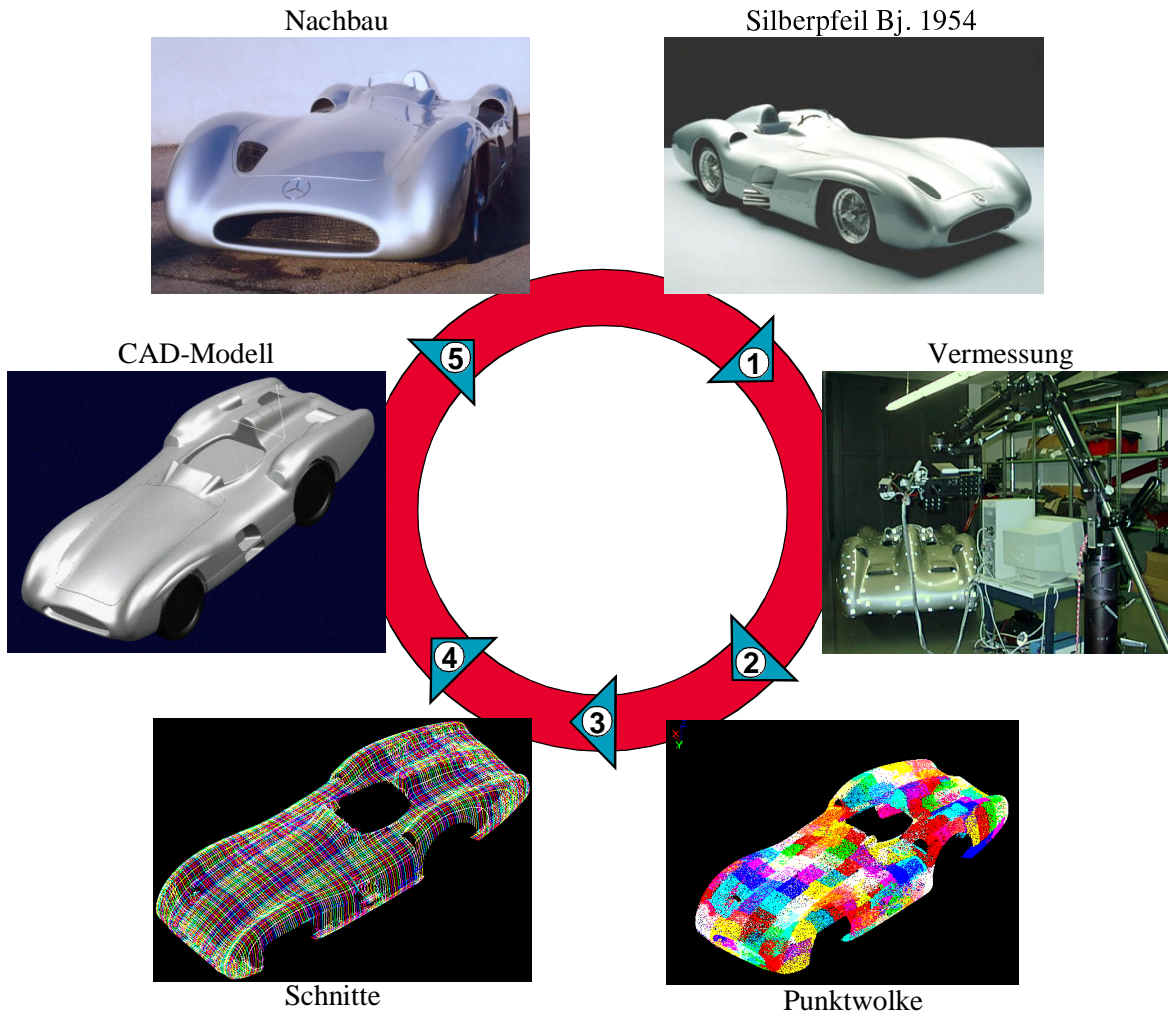 Nachbau
Silberpfeil Bj. 1954
CAD-Modell
5
1
Vermessung
4
2
3
X
Y
Schnitte
Punktwolke